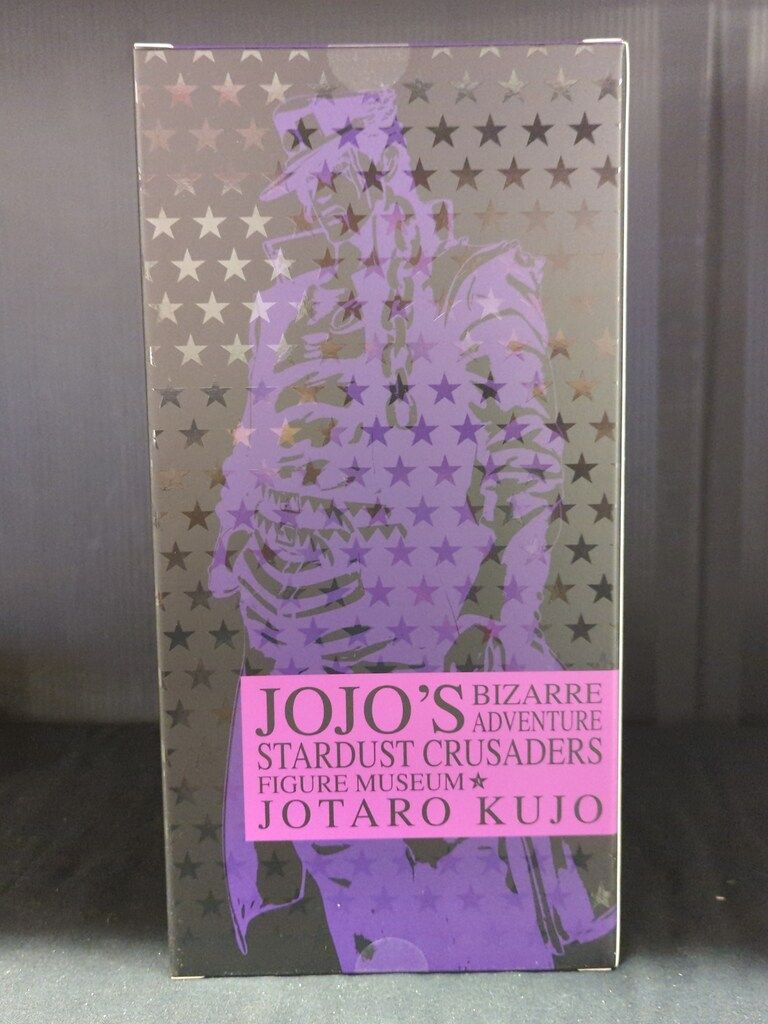 JOJO'S BIZARRE
ADVENTURE
STARDUST CRUSADERS
FIGURE MUSEUM★
JOTARO KUJO